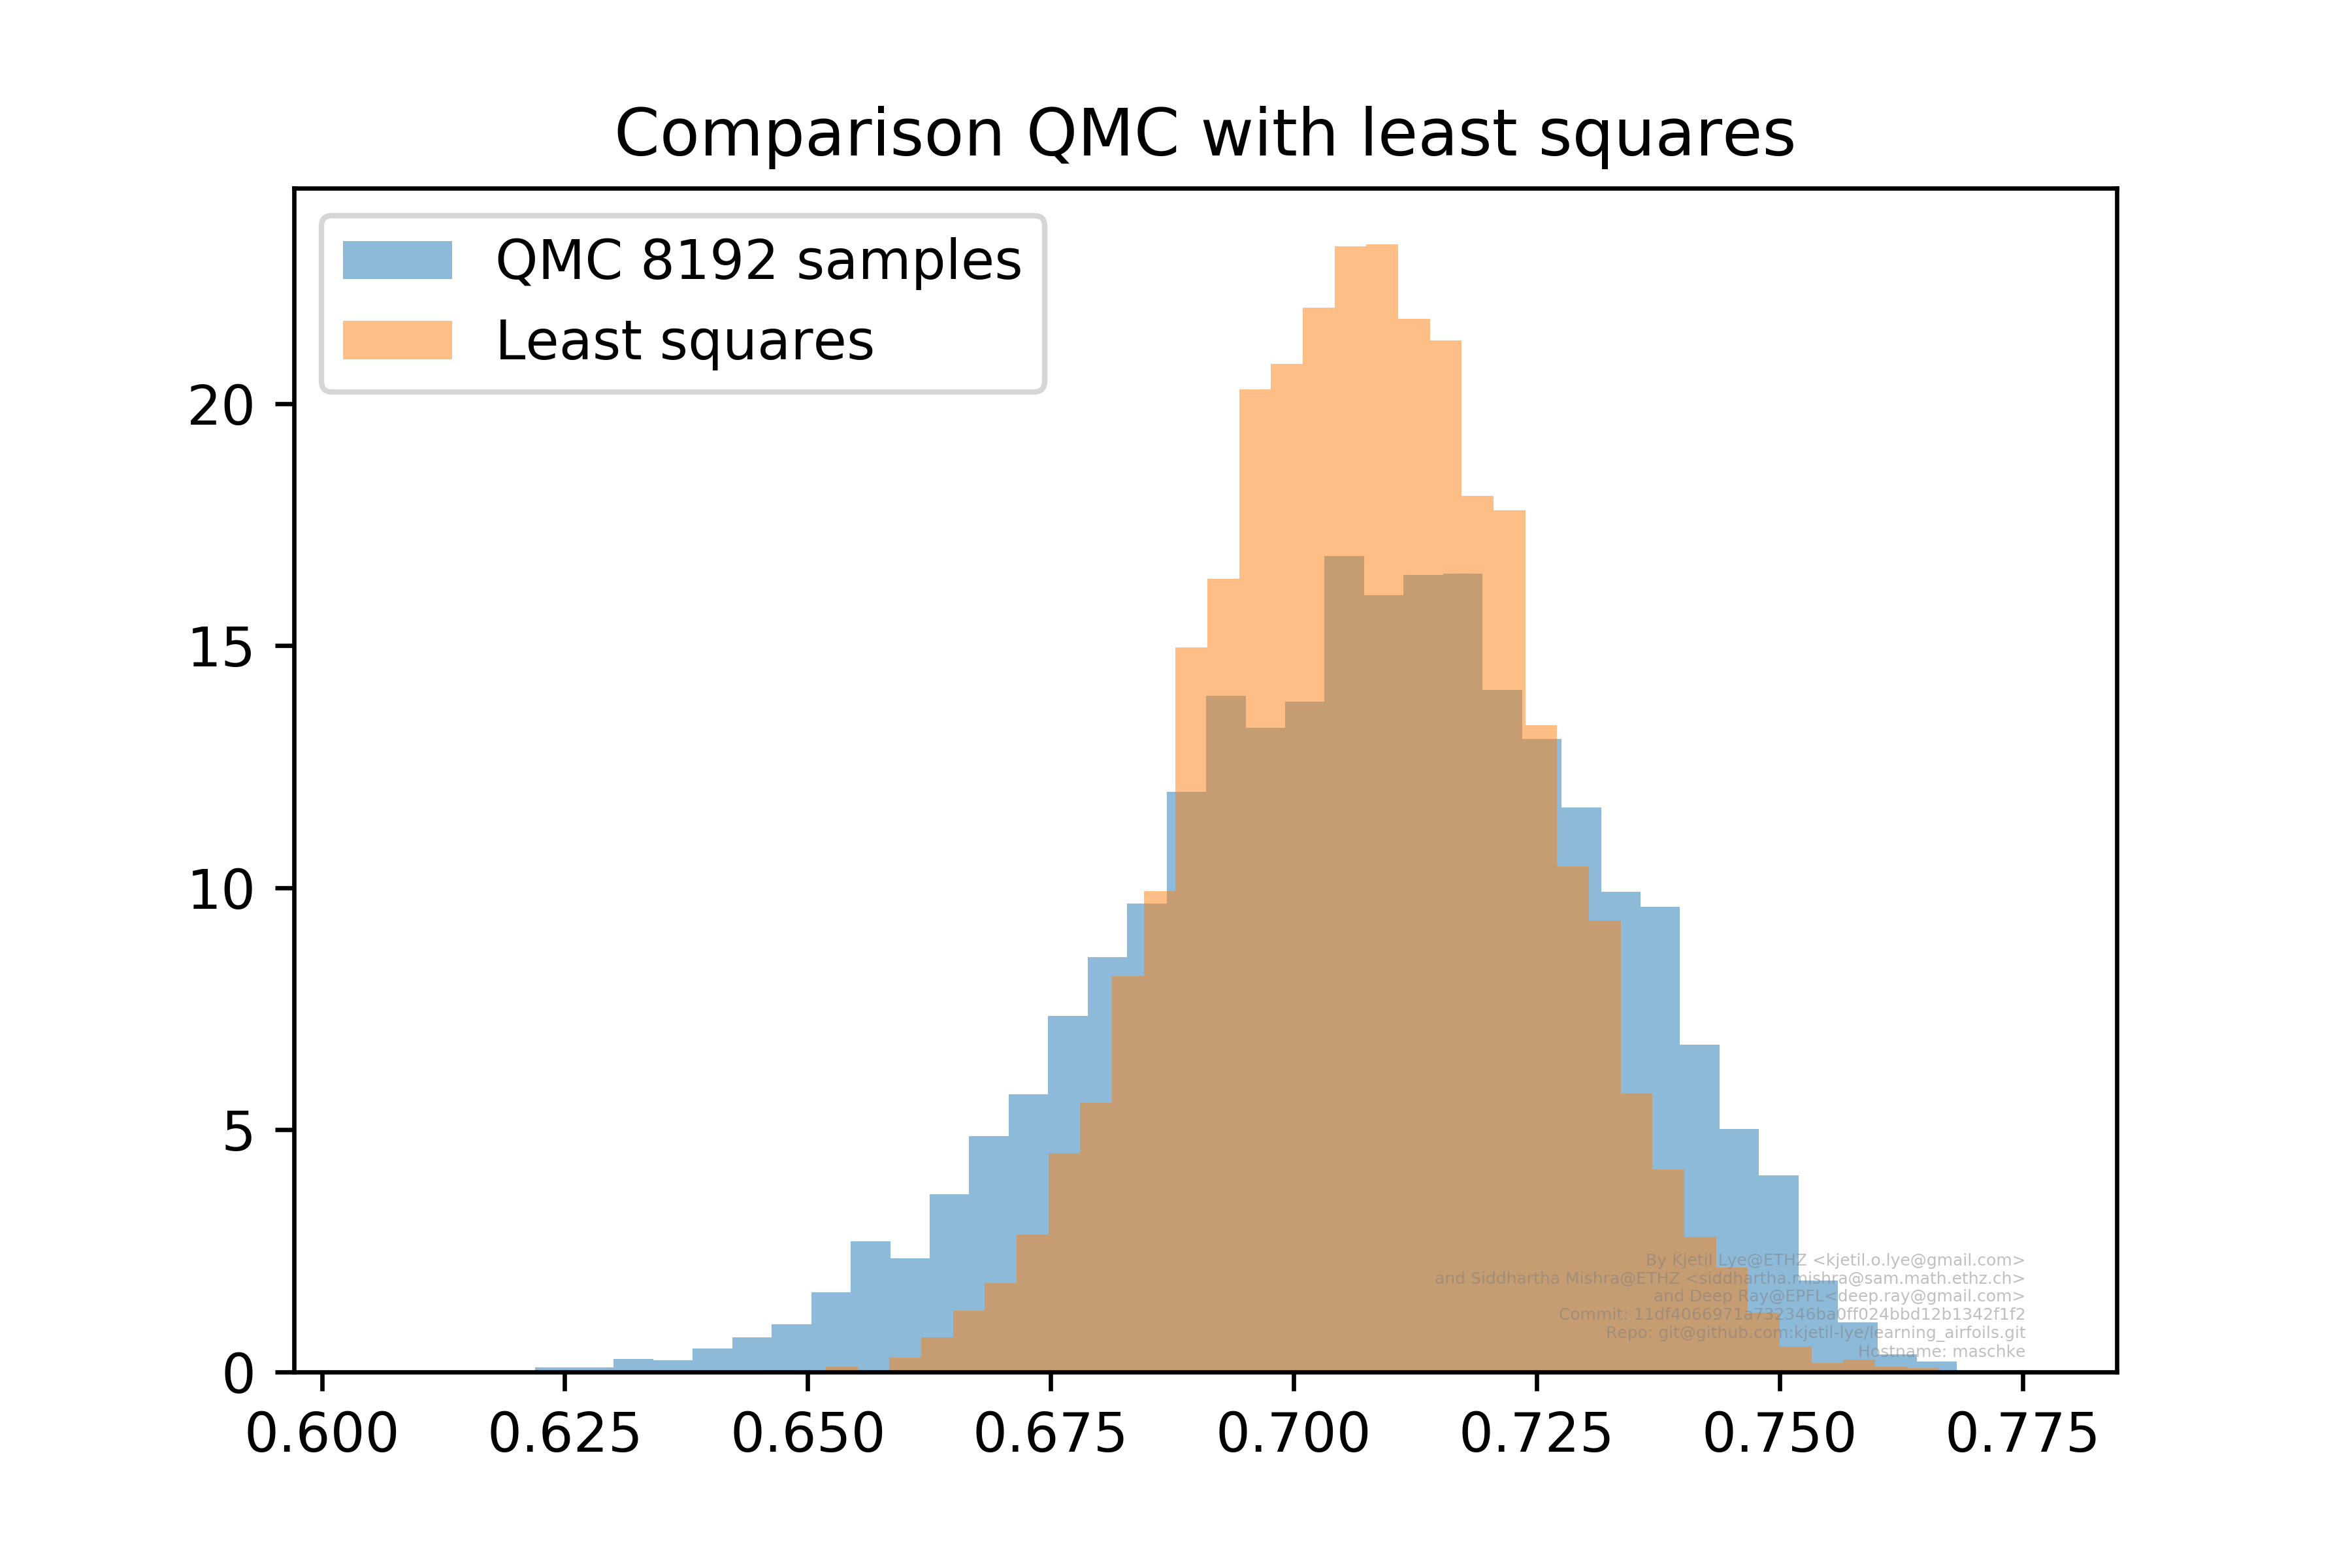 Comparison QMC with least squares
QMC 8192 samples
Least squares
20
15
10
5
0
0.600 0.625 0.650 0.675 0.700 0.725 0.750 0.775
By Kjetil Lye@ETHZ <kjetil.o.lye@gmail.com>
and Siddhartha Mishra@ETHZ <siddhartha.mishra@sam.math.ethz.ch>
and Deep Ray@EPFL<deep.ray@gmail.com>
Commit: 11df4066971a732346ba0ff024bbd12b1342f1f2
Repo: git@github.com:kjetil-lye/learning_airfoils.git
Hostname: maschke